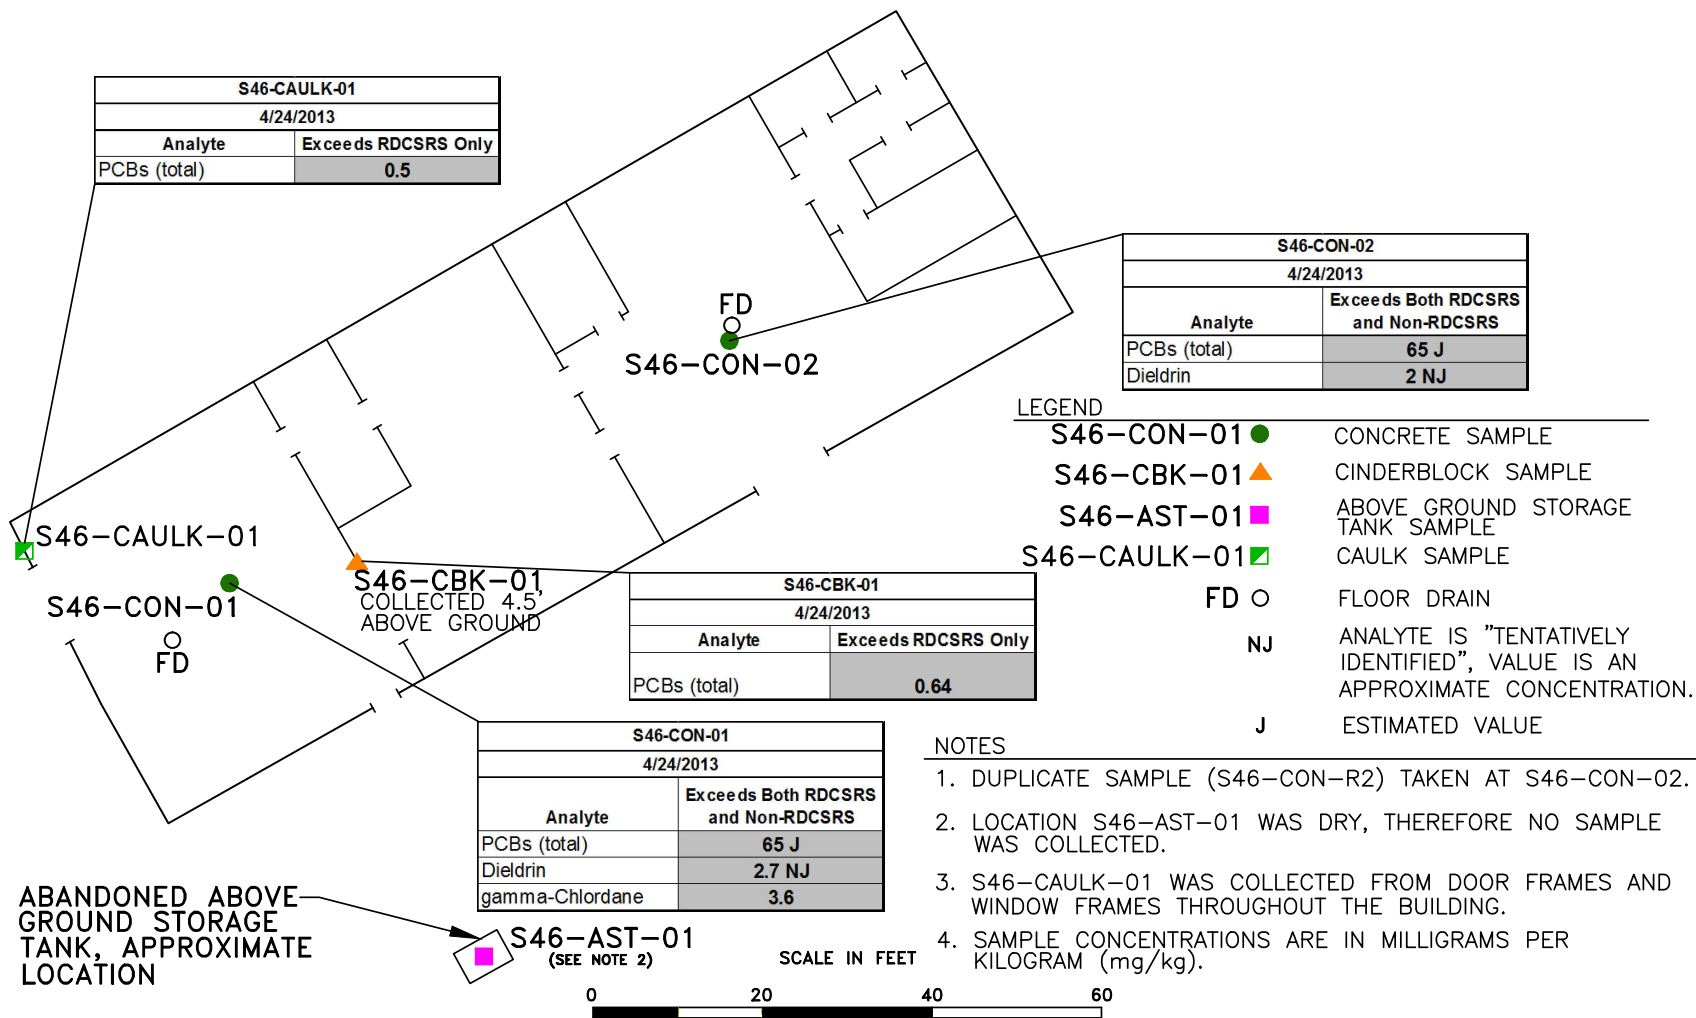 S46-CAULK-01
4/24/2013
Analyte Exceeds RDCSRS Only
PCBs (total) 0.5
S46-CON-02
4/24/2013
Analyte Exceeds Both RDCSRS
and Non-RDCSRS
PCBs (total) 65 J
Dieldrin 2 NJ
FD
S46-CON-02
S46-CAULK-01
S46-CON-01
FD
S46-CBK-01
COLLECTED 4.5'
ABOVE GROUND
S46-CBK-01
4/24/2013
Analyte Exceeds RDCSRS Only
PCBs (total) 0.64
S46-CON-01
4/24/2013
Analyte Exceeds Both RDCSRS
and Non-RDCSRS
PCBs (total) 65 J
Dieldrin 2.7 NJ
gamma-Chlordane 3.6
ABANDONED ABOVE
GROUND STORAGE
TANK, APPROXIMATE
LOCATION
S46-AST-01
(SEE NOTE 2)
SCALE IN FEET
0 20 40 60
LEGEND
S46-CON-01 CONCRETE SAMPLE
S46-CBK-01 CINDERBLOCK SAMPLE
S46-AST-01 ABOVE GROUND STORAGE
TANK SAMPLE
S46-CAULK-01 CAULK SAMPLE
FD FLOOR DRAIN
NJ ANALYTE IS "TENTATIVELY
IDENTIFIED", VALUE IS AN
APPROXIMATE CONCENTRATION.
J ESTIMATED VALUE
NOTES
1. DUPLICATE SAMPLE (S46-CON-R2) TAKEN AT S46-CON-02.
2. LOCATION S46-AST-01 WAS DRY, THEREFORE NO SAMPLE
WAS COLLECTED.
3. S46-CAULK-01 WAS COLLECTED FROM DOOR FRAMES AND
WINDOW FRAMES THROUGHOUT THE BUILDING.
4. SAMPLE CONCENTRATIONS ARE IN MILLIGRAMS PER
KILOGRAM (mg/kg).